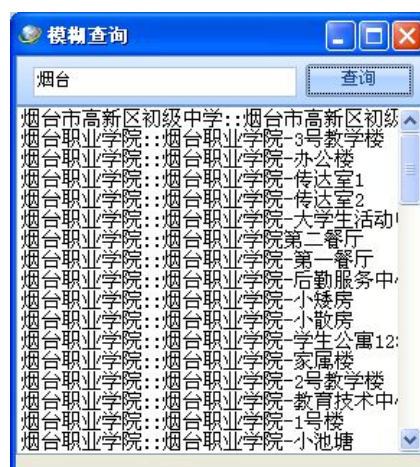 模糊查询
烟台
查询
烟台市高新区初级中学::烟台市高新区初级
烟台职业学院::烟台职业学院-3号教学楼
烟台职业学院::烟台职业学院-办公楼
烟台职业学院::烟台职业学院-传达室1
烟台职业学院::烟台职业学院-传达室2
烟台职业学院::烟台职业学院-大学生活动
烟台职业学院::烟台职业学院第二餐厅
烟台职业学院::烟台职业学院-第一餐厅
烟台职业学院::烟台职业学院-后勤服务中
烟台职业学院::烟台职业学院-小矮房
烟台职业学院::烟台职业学院-小散房
烟台职业学院::烟台职业学院-学生公寓12
烟台职业学院::烟台职业学院-家属楼
烟台职业学院::烟台职业学院-2号教学楼
烟台职业学院::烟台职业学院-教育技术中
烟台职业学院::烟台职业学院-1号楼
烟台职业学院::烟台职业学院-小池塘